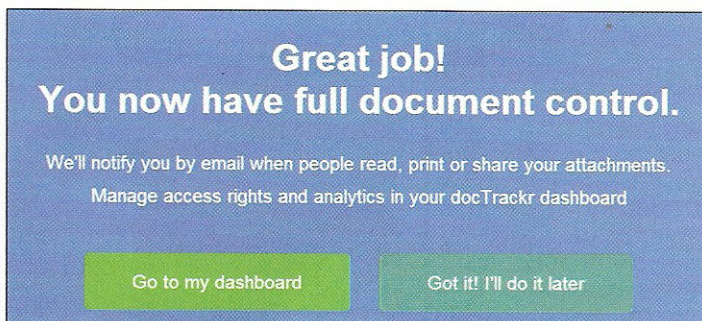 Great job!
You now have full document control.
We'll notify you by email when people read, print or share your attachments.
Manage access rights and analytics in your docTrackr dashboard
Go to my dashboard
Got it! I'll do it later